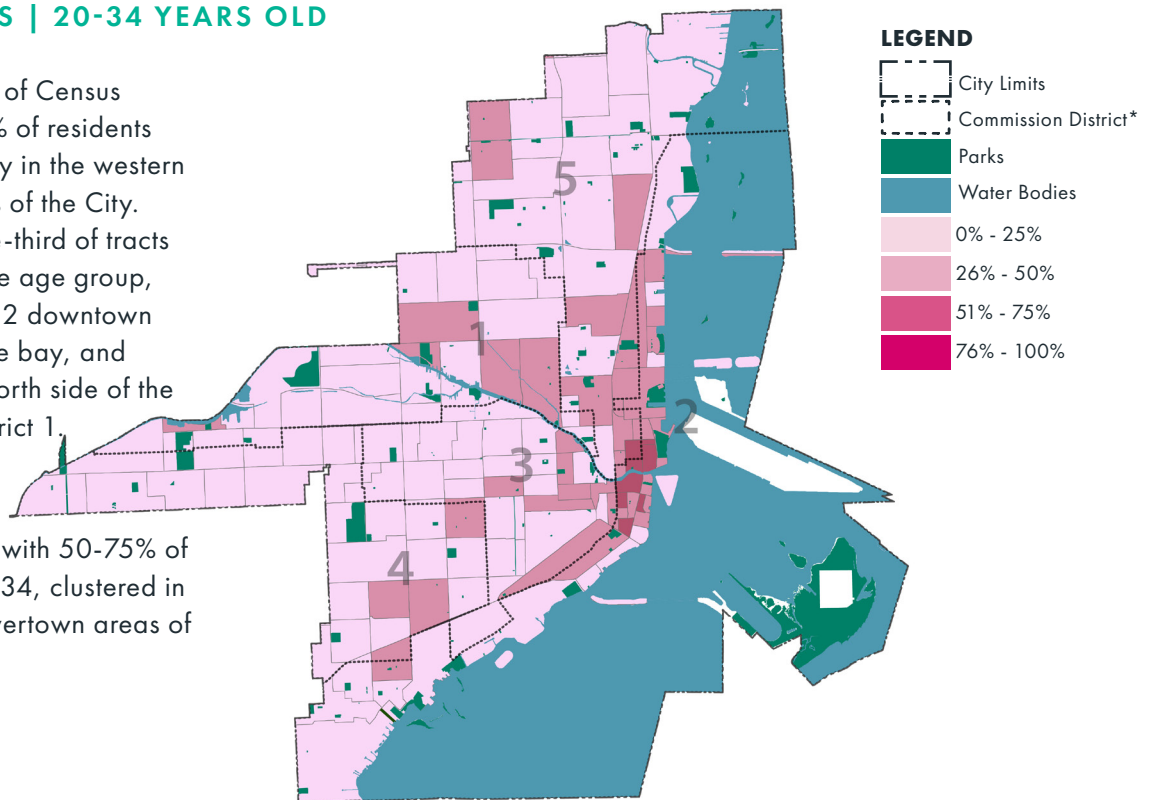 S | 20-34 YEARS OLD
of Census
% of residents
y in the western
s of the City.
e-third of tracts
e age group,
2 downtown
e bay, and
orth side of the
rict 1.
with 50-75% of
34, clustered in
vertown areas of
5
1
2
3
4
LEGEND
City Limits
Commission District*
Parks
Water Bodies
0% - 25%
26% - 50%
51% - 75%
76% - 100%